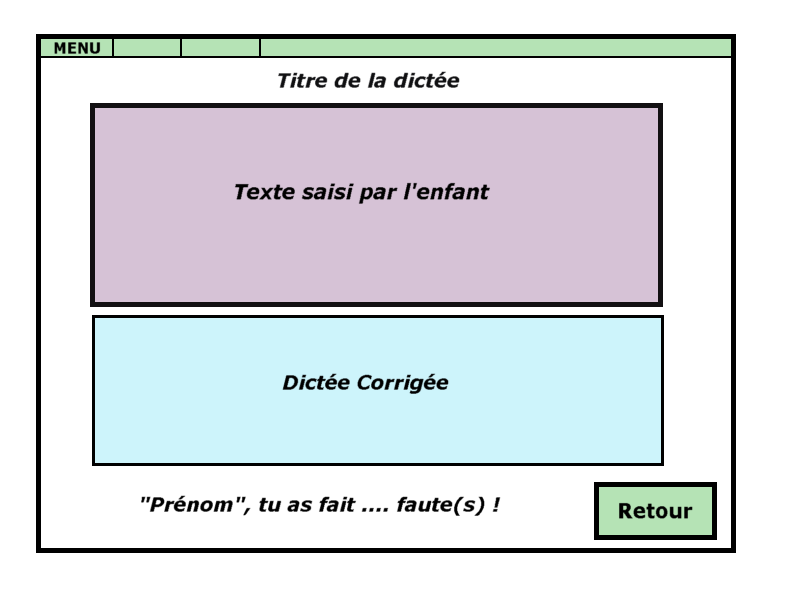 MENU
Titre de la dictée
Texte saisi par l'enfant
Dictée Corrigée
"Prénom", tu as fait .... faute(s) !
Retour